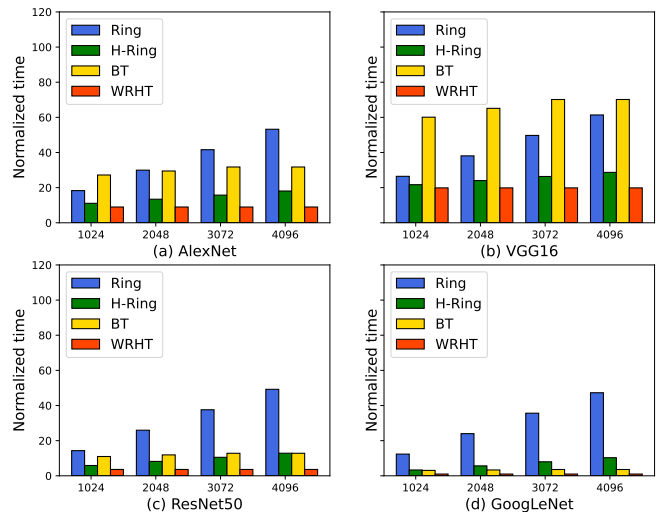 120
100
80
60
40
20
0
Normalized time
Ring
H-Ring
BT
WRHT
1024 2048 3072 4096
(a) AlexNet
120
100
80
60
40
20
0
Normalized time
Ring
H-Ring
BT
WRHT
1024 2048 3072 4096
(b) VGG16
120
100
80
60
40
20
0
Normalized time
Ring
H-Ring
BT
WRHT
1024 2048 3072 4096
(c) ResNet50
120
100
80
60
40
20
0
Normalized time
Ring
H-Ring
BT
WRHT
1024 2048 3072 4096
(d) GoogLeNet